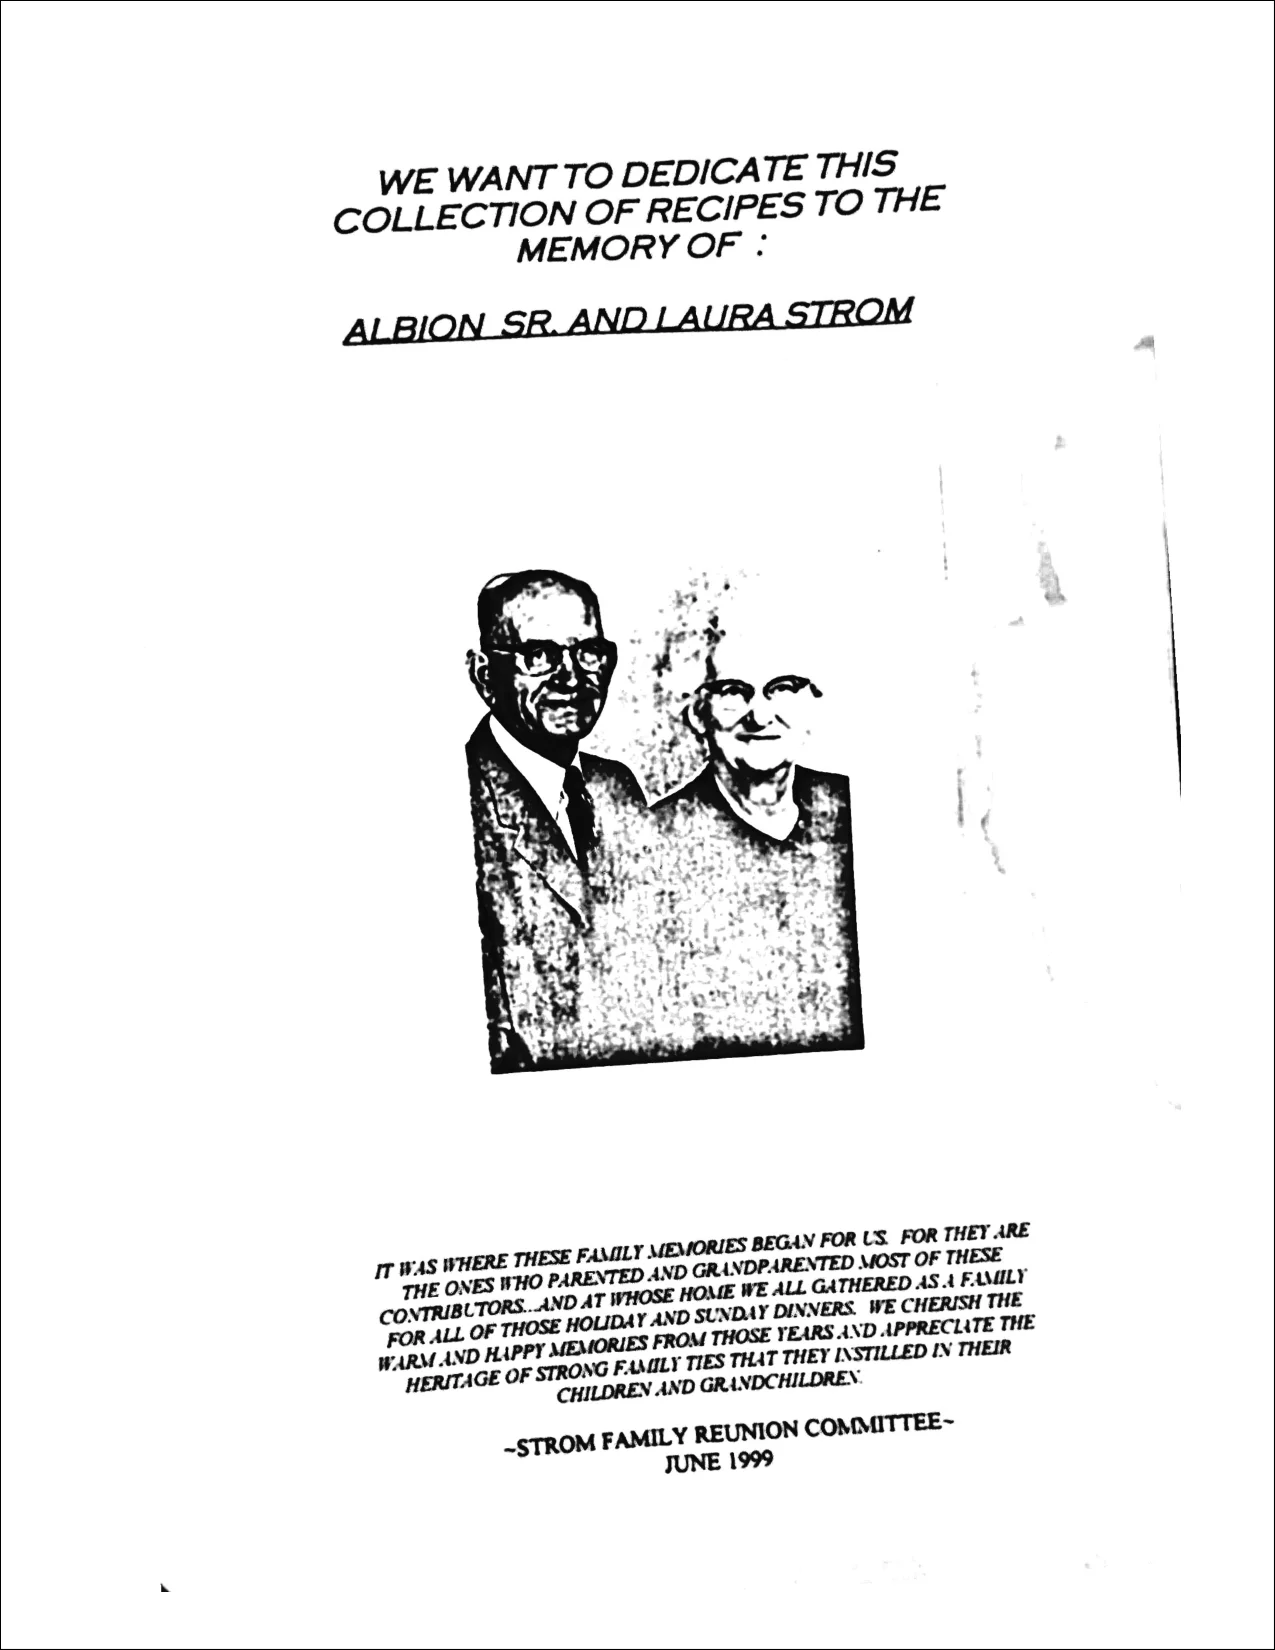 WE WANT TO DEDICATE THIS
COLLECTION OF RECIPES TO THE
MEMORY OF :
ALBION SR. AND LAURA STROM
IT WAS WHERE THESE FAMILY MEMORIES BEGAN FOR US. FOR THEY ARE
THE ONES WHO PARENTED AND GRANDPARENTED MOST OF THESE
CONTRIBUTORS...AND AT WHOSE HOME WE ALL GATHERED AS A FAMILY
FOR ALL OF THOSE HOLIDAY AND SUNDAY DINNERS. WE CHERISH THE
WARM AND HAPPY MEMORIES FROM THOSE YEARS AND APPRECIATE THE
HERITAGE OF STRONG FAMILY TIES THAT THEY INSTILLED IN THEIR
CHILDREN AND GRANDCHILDREN.
~STROM FAMILY REUNION COMMITTEE~
JUNE 1999